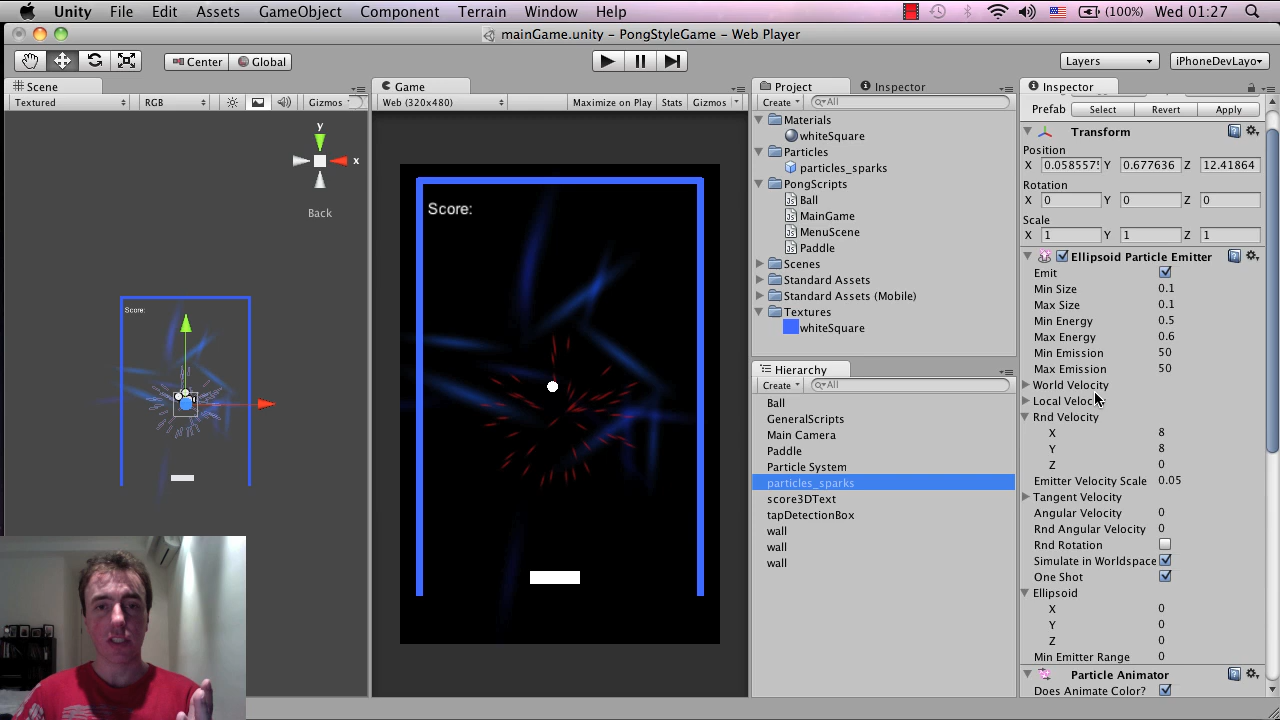 Unity File Edit Assets GameObject Component Terrain Window Help (100%) Wed 01:27
mainGame.unity – PongStyleGame – Web Player
Center Global Layers iPhoneDevLayo
Scene
Textured RGB Gizmos
y
x
Back
Score:
Game
Web (320x480) Maximize on Play Stats Gizmos
Score:
Project Inspector
Create All
Materials
whiteSquare
Particles
particles_sparks
PongScripts
Ball
MainGame
MenuScene
Paddle
Scenes
Standard Assets
Standard Assets (Mobile)
Textures
whiteSquare
Hierarchy
Create All
Ball
GeneralScripts
Main Camera
Paddle
Particle System
particles_sparks
score3DText
tapDetectionBox
wall
wall
wall
Inspector
Prefab Select Revert Apply
Transform
Position
X 0.058557 Y 0.677636 Z 12.41864
Rotation
X 0 Y 0 Z 0
Scale
X 1 Y 1 Z 1
Ellipsoid Particle Emitter
Emit
Min Size 0.1
Max Size 0.1
Min Energy 0.5
Max Energy 0.6
Min Emission 50
Max Emission 50
World Velocity
Local Veloc
Rnd Velocity
X 8
Y 8
Z 0
Emitter Velocity Scale 0.05
Tangent Velocity
Angular Velocity 0
Rnd Angular Velocity 0
Rnd Rotation
Simulate in Worldspace
One Shot
Ellipsoid
X 0
Y 0
Z 0
Min Emitter Range 0
Particle Animator
Does Animate Color?